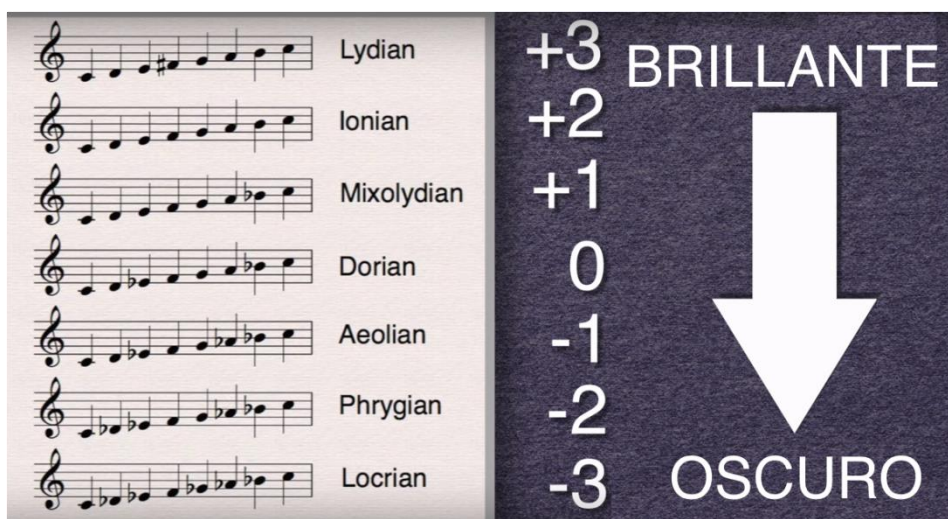 Lydian +3 BRILLANTE
Ionian +2
Mixolydian +1
Dorian 0
Aeolian -1
Phrygian -2
Locrian -3 OSCURO